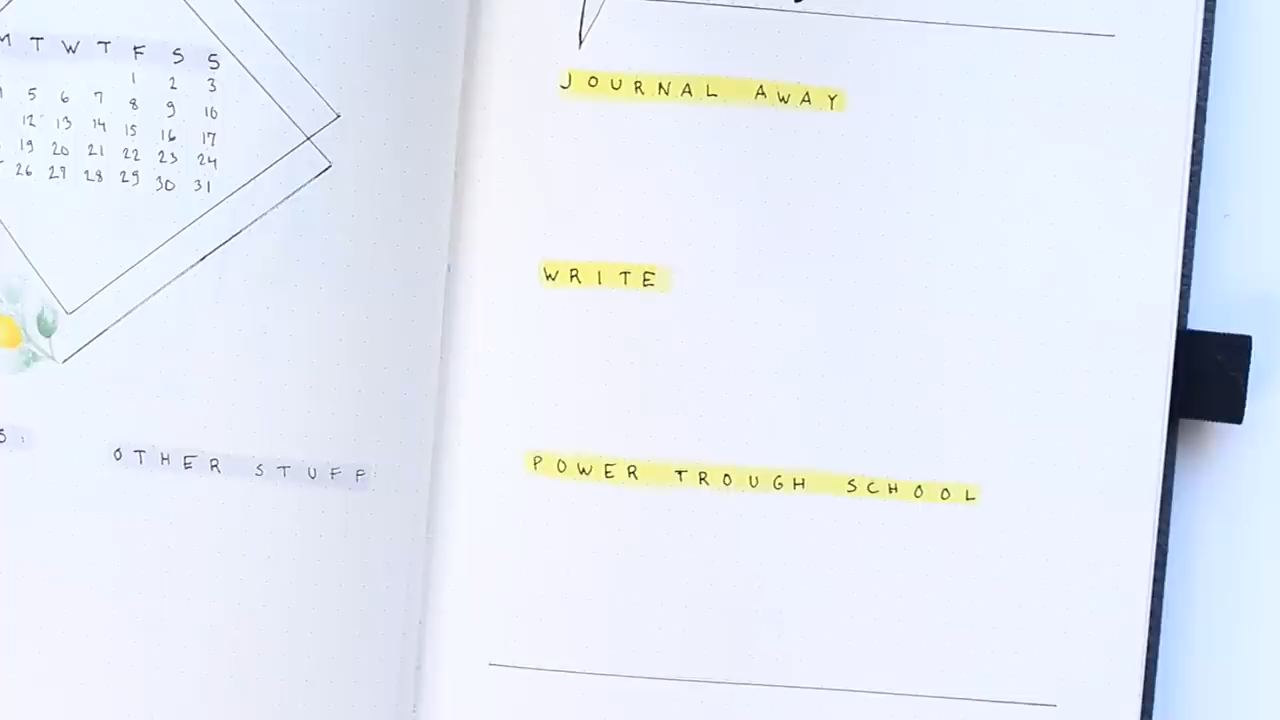 M T W T F S S
1 2 3
5 6 7 8 9 10
12 13 14 15 16 17
19 20 21 22 23 24
26 27 28 29 30 31
S:
OTHER STUFF
JOURNAL AWAY
WRITE
POWER TROUGH SCHOOL